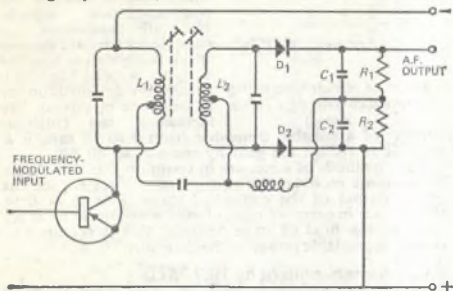 L₁
L₂
D₁
D₂
C₁
C₂
R₁
R₂
A.F.
OUTPUT
FREQUENCY-
MODULATED
INPUT
−
+